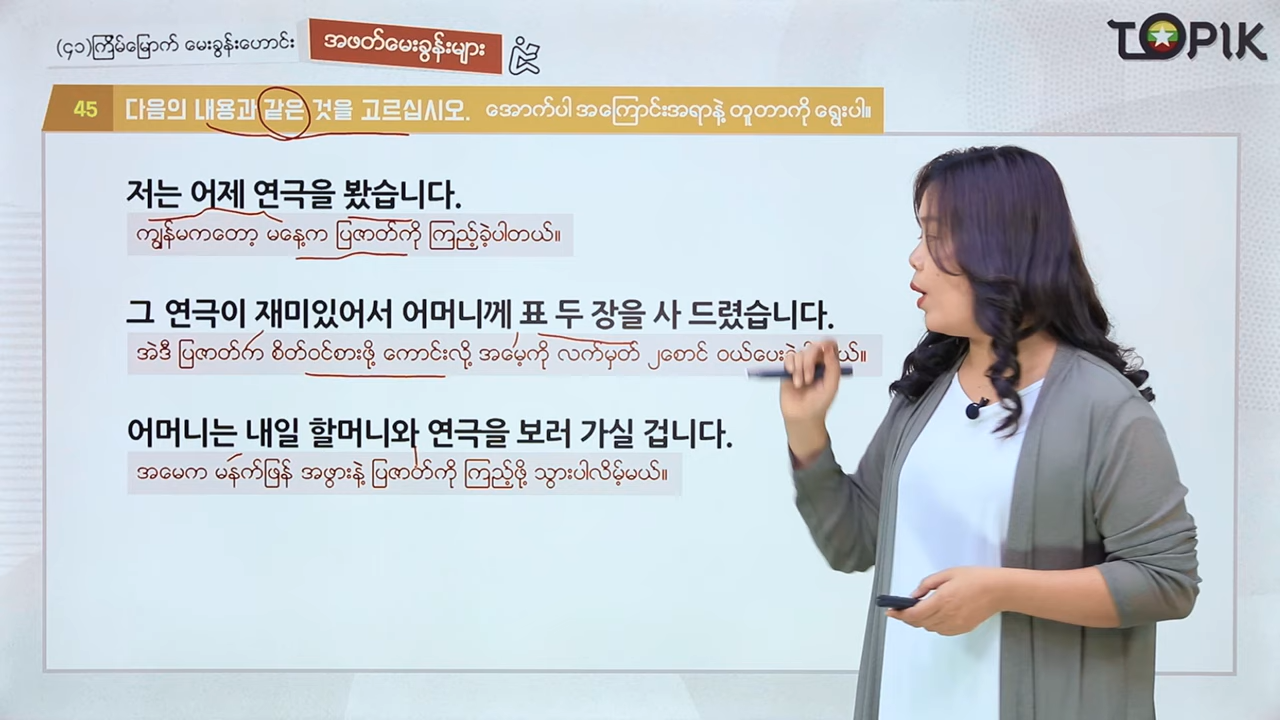 (၄၁)ကြိမ်မြောက် မေးခွန်းဟောင်း အဖတ်မေးခွန်းများ
TOPIK
45 다음의 내용과 같은 것을 고르십시오. အောက်ပါ အကြောင်းအရာနဲ့ တူတာကို ရွေးပါ။
저는 어제 연극을 봤습니다.
ကျွန်မကတော့ မနေ့က ပြဇာတ်ကို ကြည့်ခဲ့ပါတယ်။
그 연극이 재미있어서 어머니께 표 두 장을 사 드렸습니다.
အဲဒီ ပြဇာတ်က စိတ်ဝင်စားဖို့ ကောင်းလို့ အမေ့ကို လက်မှတ် ၂စောင်
어머니는 내일 할머니와 연극을 보러 가실 겁니다.
အမေက မနက်ဖြန် အဖွားနဲ့ ပြဇာတ်ကို ကြည့်ဖို့ သွားပါလိမ့်မယ်။